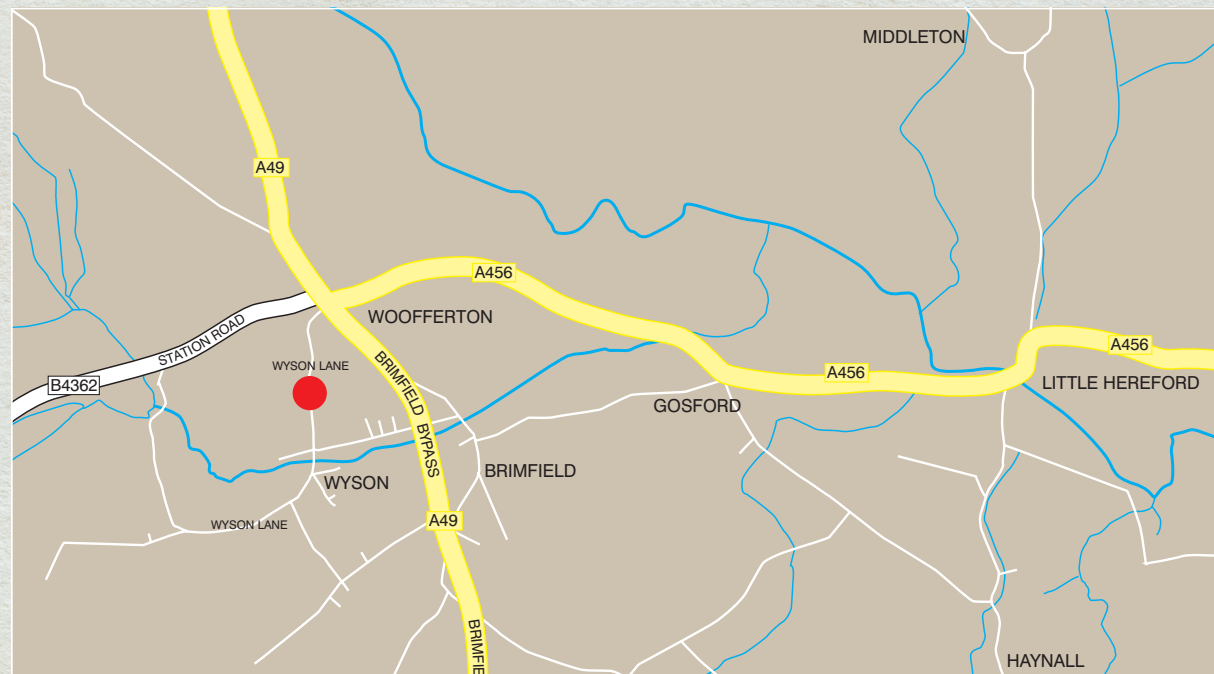 MIDDLETON
A49
A456
WOOFFERTON
STATION ROAD
A456
WYSON LANE
BRIMFIELD BYPASS
A456
B4362
LITTLE HEREFORD
GOSFORD
BRIMFIELD
WYSON
A49
WYSON LANE
BRIMFIE
HAYNALL